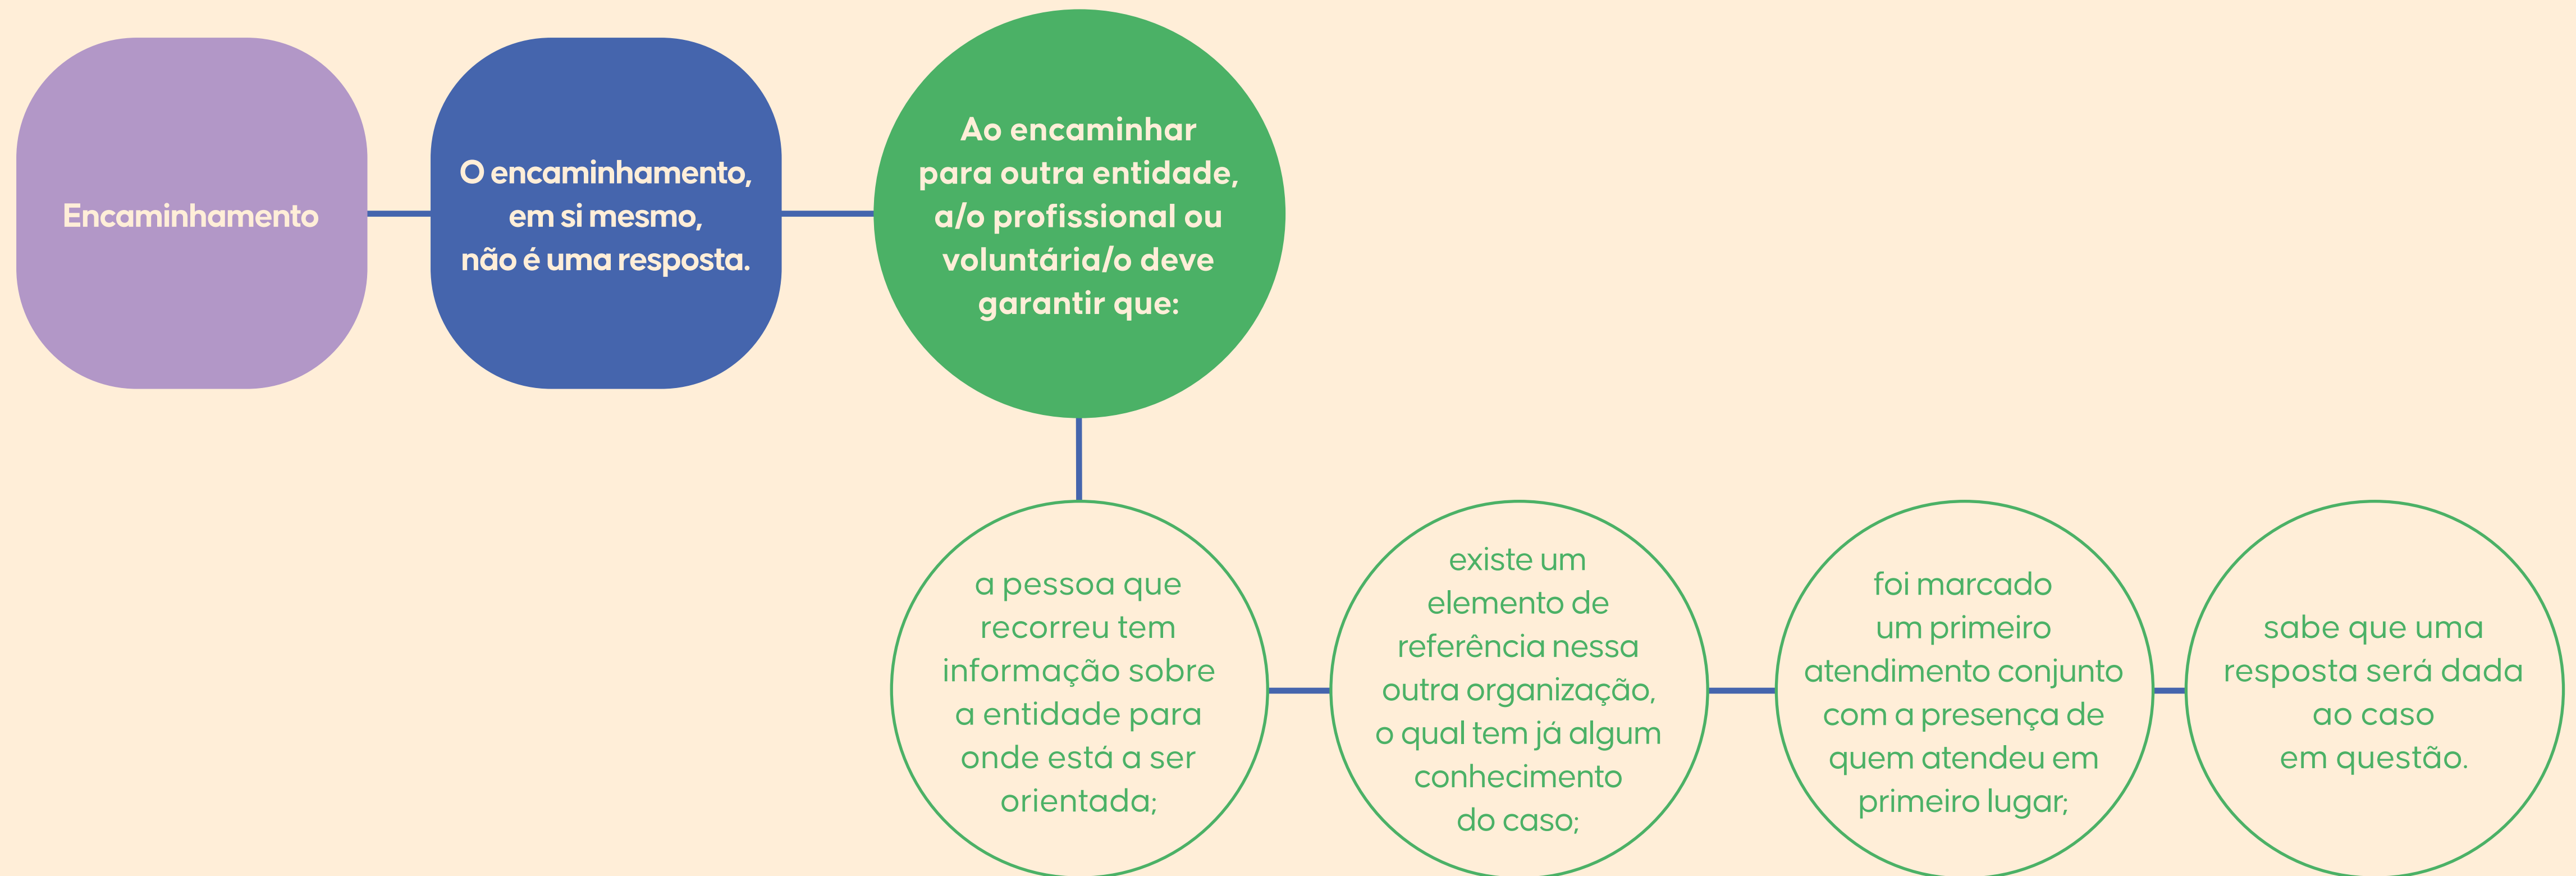 Encaminhamento
O encaminhamento,
em si mesmo,
não é uma resposta.
Ao encaminhar
para outra entidade,
a/o profissional ou
voluntária/o deve
garantir que:
a pessoa que
recorreu tem
informação sobre
a entidade para
onde está a ser
orientada;
existe um
elemento de
referência nessa
outra organização,
o qual tem já algum
conhecimento
do caso;
foi marcado
um primeiro
atendimento conjunto
com a presença de
quem atendeu em
primeiro lugar;
sabe que uma
resposta será dada
ao caso
em questão.